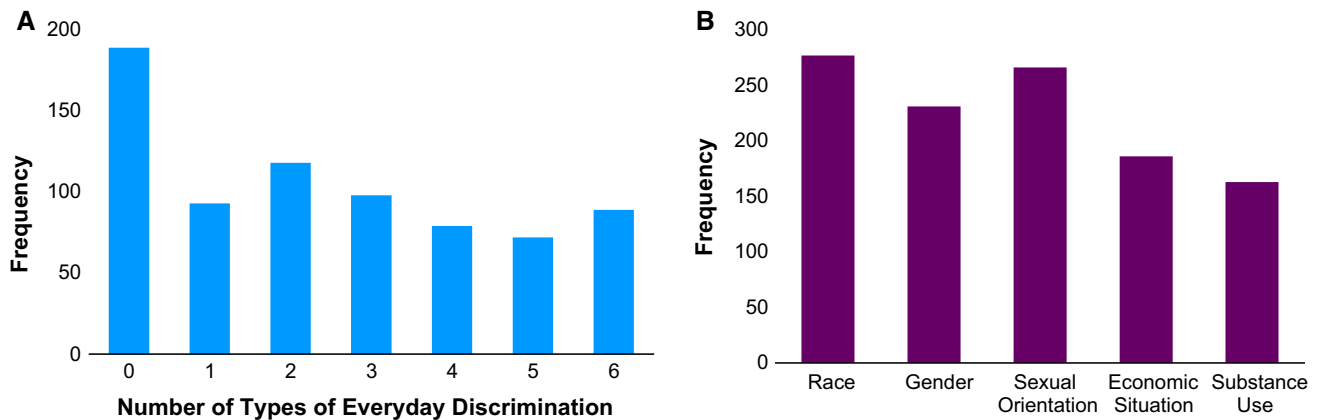 A
Frequency
200
150
100
50
0
0 1 2 3 4 5 6
Number of Types of Everyday Discrimination
B
Frequency
300
250
200
150
100
50
0
Race
Gender
Sexual
Orientation
Economic
Situation
Substance
Use